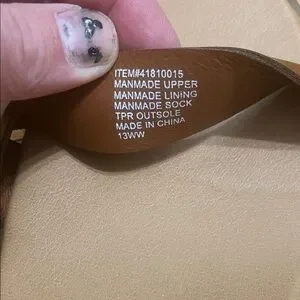 ITEM#41810015
MANMADE UPPER
MANMADE LINING
MANMADE SOCK
TPR OUTSOLE
MADE IN CHINA
13WW